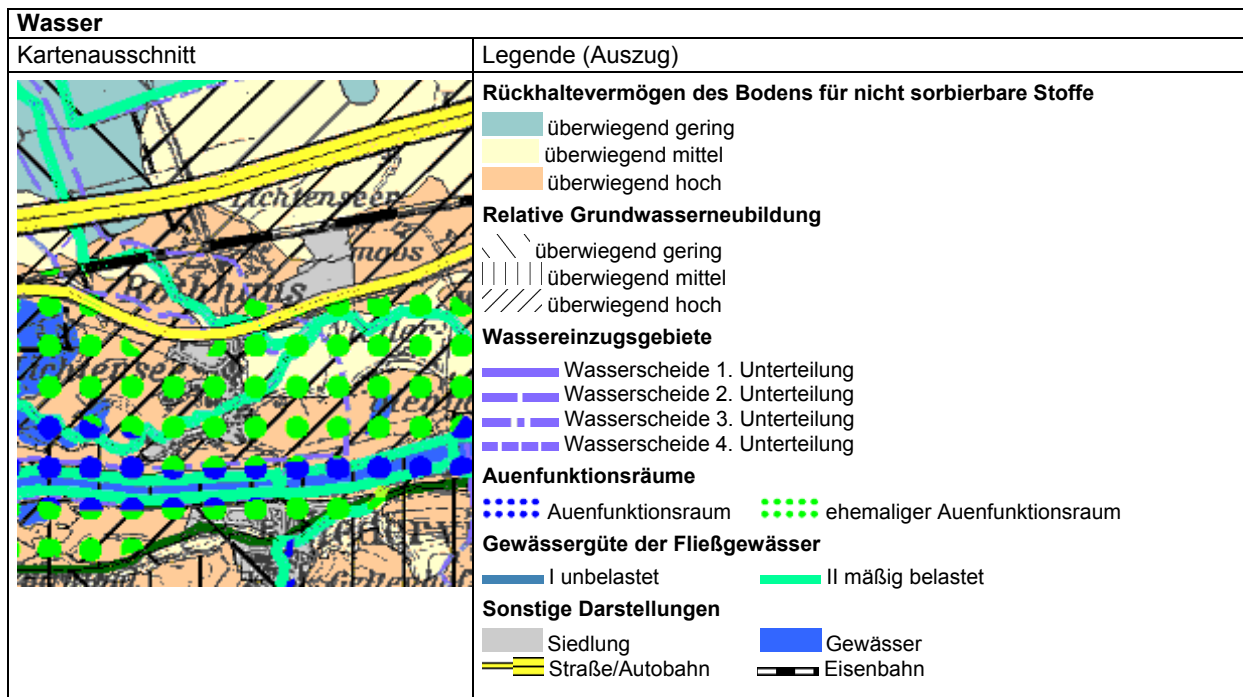 Wasser
Kartenausschnitt
Legende (Auszug)
Lichtenseer
moos
Rückhaltevermögen des Bodens für nicht sorbierbare Stoffe
überwiegend gering
überwiegend mittel
überwiegend hoch
Relative Grundwasserneubildung
überwiegend gering
überwiegend mittel
überwiegend hoch
Wassereinzugsgebiete
Wasserscheide 1. Unterteilung
Wasserscheide 2. Unterteilung
Wasserscheide 3. Unterteilung
Wasserscheide 4. Unterteilung
Auenfunktionsräume
Auenfunktionsraum
ehemaliger Auenfunktionsraum
Gewässergüte der Fließgewässer
I unbelastet
II mäßig belastet
Sonstige Darstellungen
Siedlung
Gewässer
Straße/Autobahn
Eisenbahn